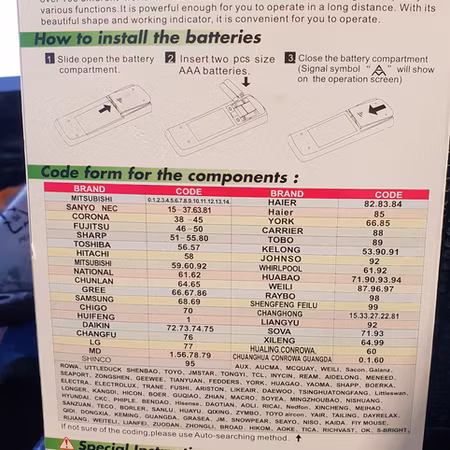 various functions.It is powerful enough for you to operate in a long distance. With its
beautiful shape and working indicator, it is convenient for you to operate.
How to install the batteries
1 Slide open the battery compartment.
2 Insert two pcs size AAA batteries.
3 Close the battery compartment
(Signal symbol " " will show
on the operation screen)
Code form for the components :
BRAND CODE BRAND CODE
MITSUBISHI 0.1.2.3.4.5.6.7.8.9.10.11.12.13.14. HAIER 82.83.84
SANYO NEC 15-37.63.81 Haier 85
CORONA 38-45 YORK 66.85
FUJITSU 46-50 CARRIER 88
SHARP 51-55.80 TOBO 89
TOSHIBA 56.57 KELONG 53.90.91
HITACHI 58 JOHNSO 92
MITSUBISHI 59.60.92 WHIRLPOOL 61.92
NATIONAL 61.62 HUABAO 71.90.93.94
CHUNLAN 64.65 WEILI 87.96.97
GREE 66.67.86 RAYBO 98
SAMSUNG 68.69 SHENGFENG FEILU 99
CHIGO 70 CHANGHONG 15.33.27.22.81
HUIFENG 1 LIANGYU 92
DAIKIN 72.73.74.75 SOVA 71.93
CHANGFU 76 XILENG 64.99
LG 77 HUALING.CONROWA. 60
MD 1.56.78.79 CHUANGHUA CONROWA GUANGDA 0.1.60
SHINCO 95
ROWA, UTTLEDUCK SHENBAO, TOYO, JMSTAR, TONGYI, TCL, INYCIN, REAM, AOELONG, MENEED,
AUX, AUCMA, MCQUAY, WEILI, Sacon, Galanz,
SEAPORT, ZONGSHEN, GEEWEE, TIANYUAN, FEDDERS, YORK, HUAGAO, YAOMA, SHAPP, BOERKA,
ELECTRA, ELECTROLUX, TRANE, FUSHI, ARISTON, LIKEAIR, DAEWOO, TSINGHUATONGFANG, Littleswan,
LONGER, KANGDI, HICON, BOER, GUQIAO, ZHIAN, MACRO, SOYEA, MINGZHONGBAO, NISHUANG,
HYUNDAI, CKC, PHIPLE, BENDAO, Hisense, DAOTIAN, AOLI, RICAI, Nedfon, XINCHENG, MEHAO,
SANZUAN, TECO, BORLER, SANLU, HUAYU, QIXING, ZYMBO, TOYO aircon, YAIR, TAILING, DAYRELAX,
QIDI, DONGXIA, KEMING, GUANGDA, GRASEA, JM, SNOWPEAR, SEAYO, NISO, KAIDA, FIY MOUSE,
RIJIANG, WEITELI, LIANFEI, ZUODAN, ZHONGLI, BROAD, HIKOM, AOKE, TICA, RICHVAST, OK, S-BRIGHT,
If not sure of the coding,please use Auto-searching method.